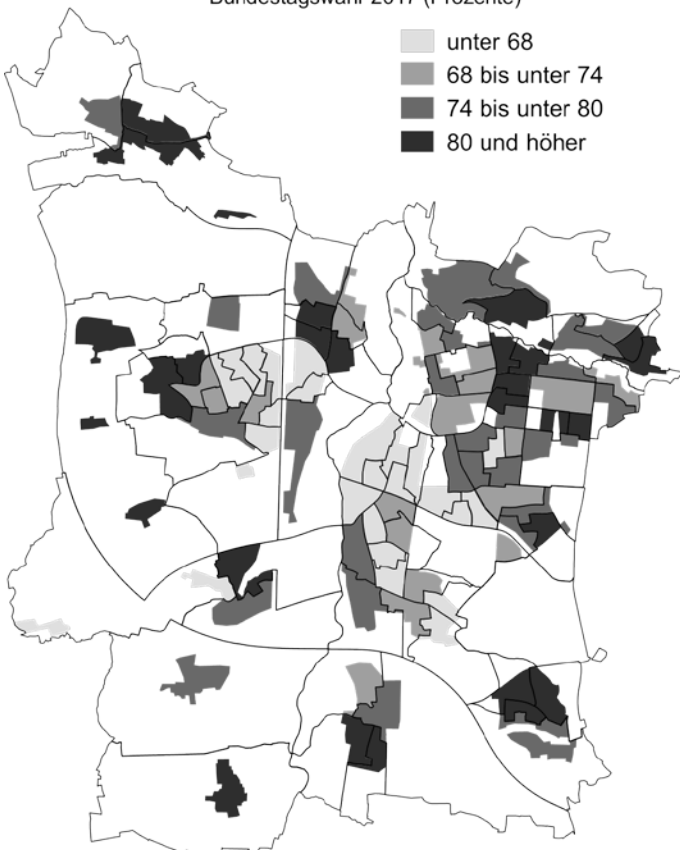 Bundestagswahl 2017 (Prozente)
unter 68
68 bis unter 74
74 bis unter 80
80 und höher